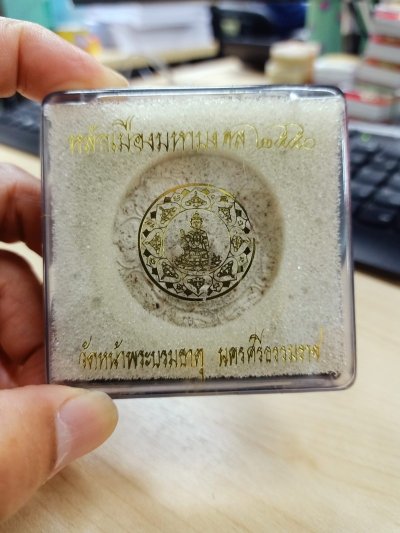 หลักเมืองมหามงคล ๒๕๕๐
วัดหน้าพระบรมธาตุ นครศรีธรรมราช